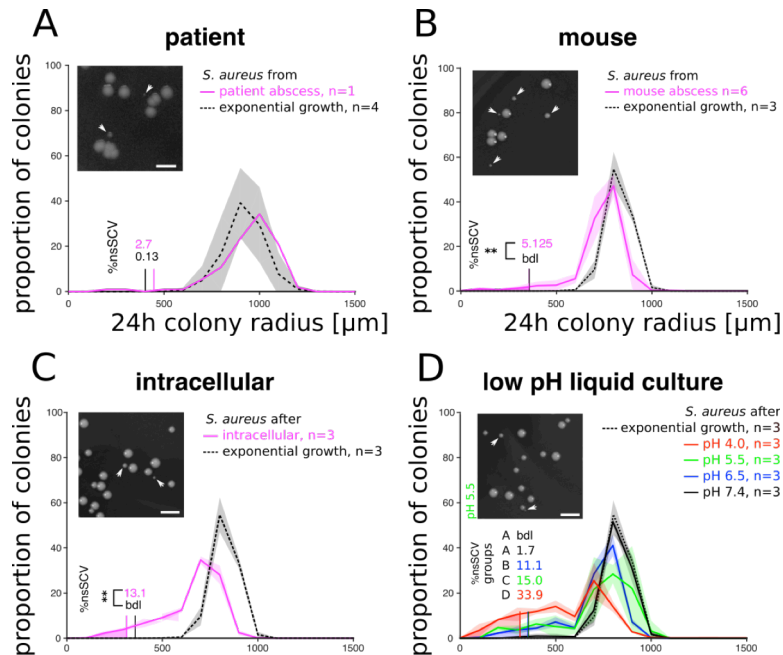 A
patient
proportion of colonies
100
80
60
40
20
0
S. aureus from
patient abscess, n=1
exponential growth, n=4
%nsSCV
2.7
0.13
0
500
1000
1500
24h colony radius [µm]
B
mouse
proportion of colonies
100
80
60
40
20
0
S. aureus from
mouse abscess n=6
exponential growth, n=3
%nsSCV
**
5.125
bdl
0
500
1000
1500
24h colony radius [µm]
C
intracellular
proportion of colonies
100
80
60
40
20
0
S. aureus after
intracellular, n=3
exponential growth, n=3
%nsSCV
**
13.1
bdl
0
500
1000
1500
D
low pH liquid culture
proportion of colonies
100
80
60
40
20
0
S. aureus after
exponential growth, n=3
pH 4.0, n=3
pH 5.5, n=3
pH 6.5, n=3
pH 7.4, n=3
pH 5.5
%nsSCV
groups
A bdl
A 1.7
B 11.1
C 15.0
D 33.9
0
500
1000
1500